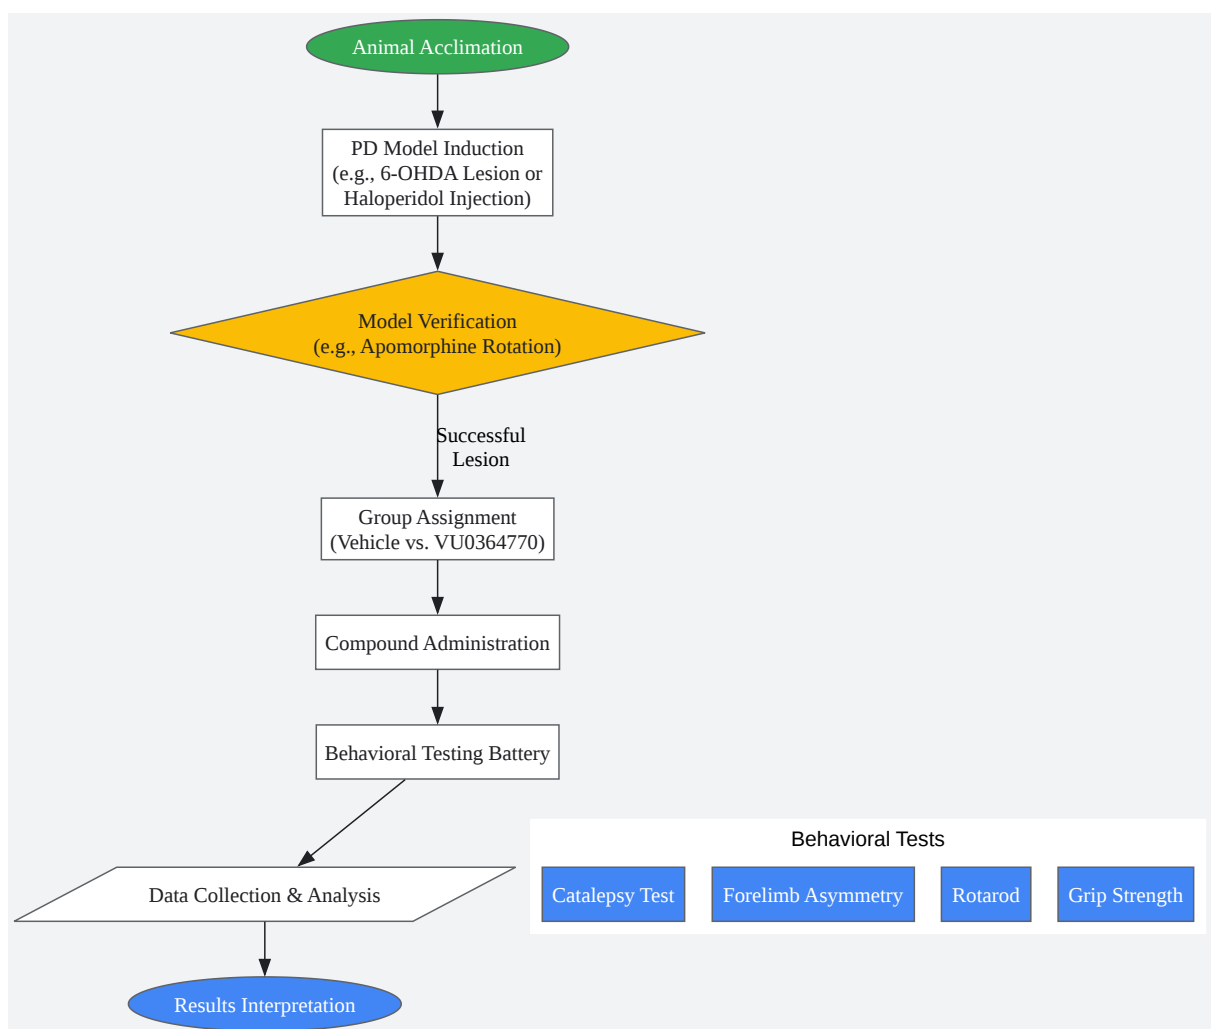 Animal Acclimation
PD Model Induction
(e.g., 6-OHDA Lesion or
Haloperidol Injection)
Model Verification
(e.g., Apomorphine Rotation)
Successful
Lesion
Group Assignment
(Vehicle vs. VU0364770)
Compound Administration
Behavioral Testing Battery
Behavioral Tests
Data Collection & Analysis
Catalepsy Test
Forelimb Asymmetry
Rotarod
Grip Strength
Results Interpretation